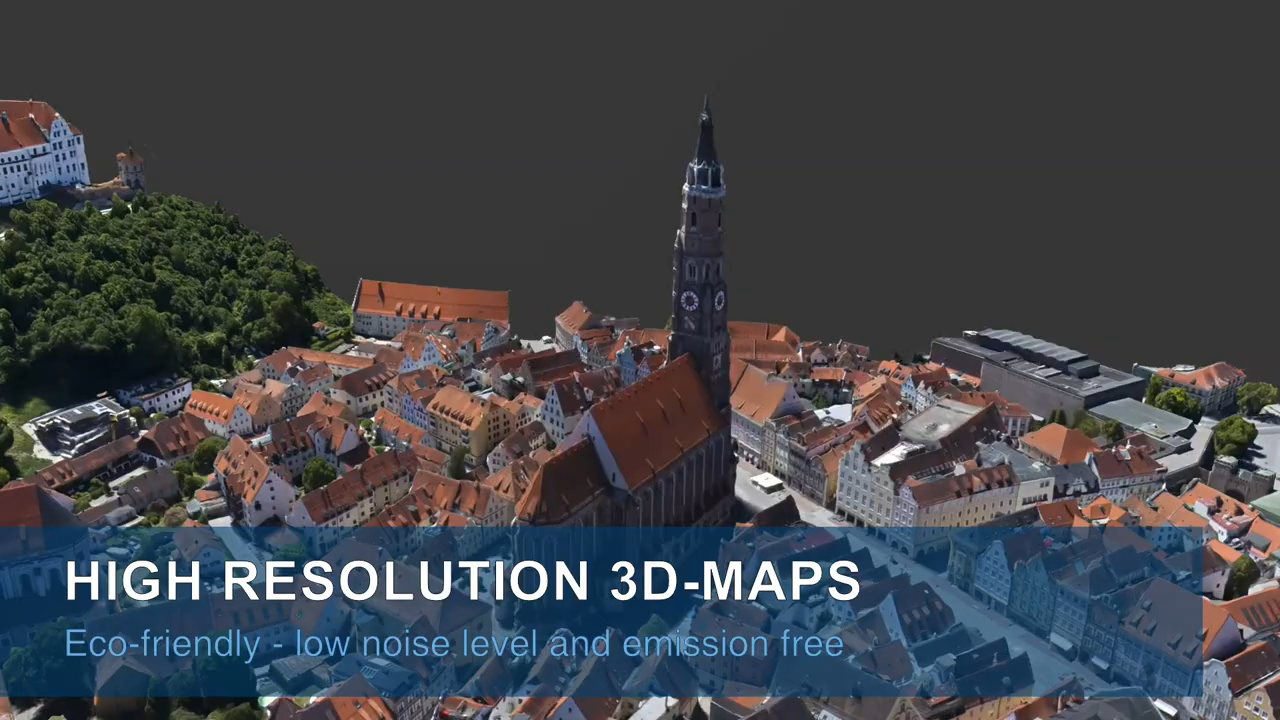 HIGH RESOLUTION 3D-MAPS
Eco-friendly - low noise level and emission free